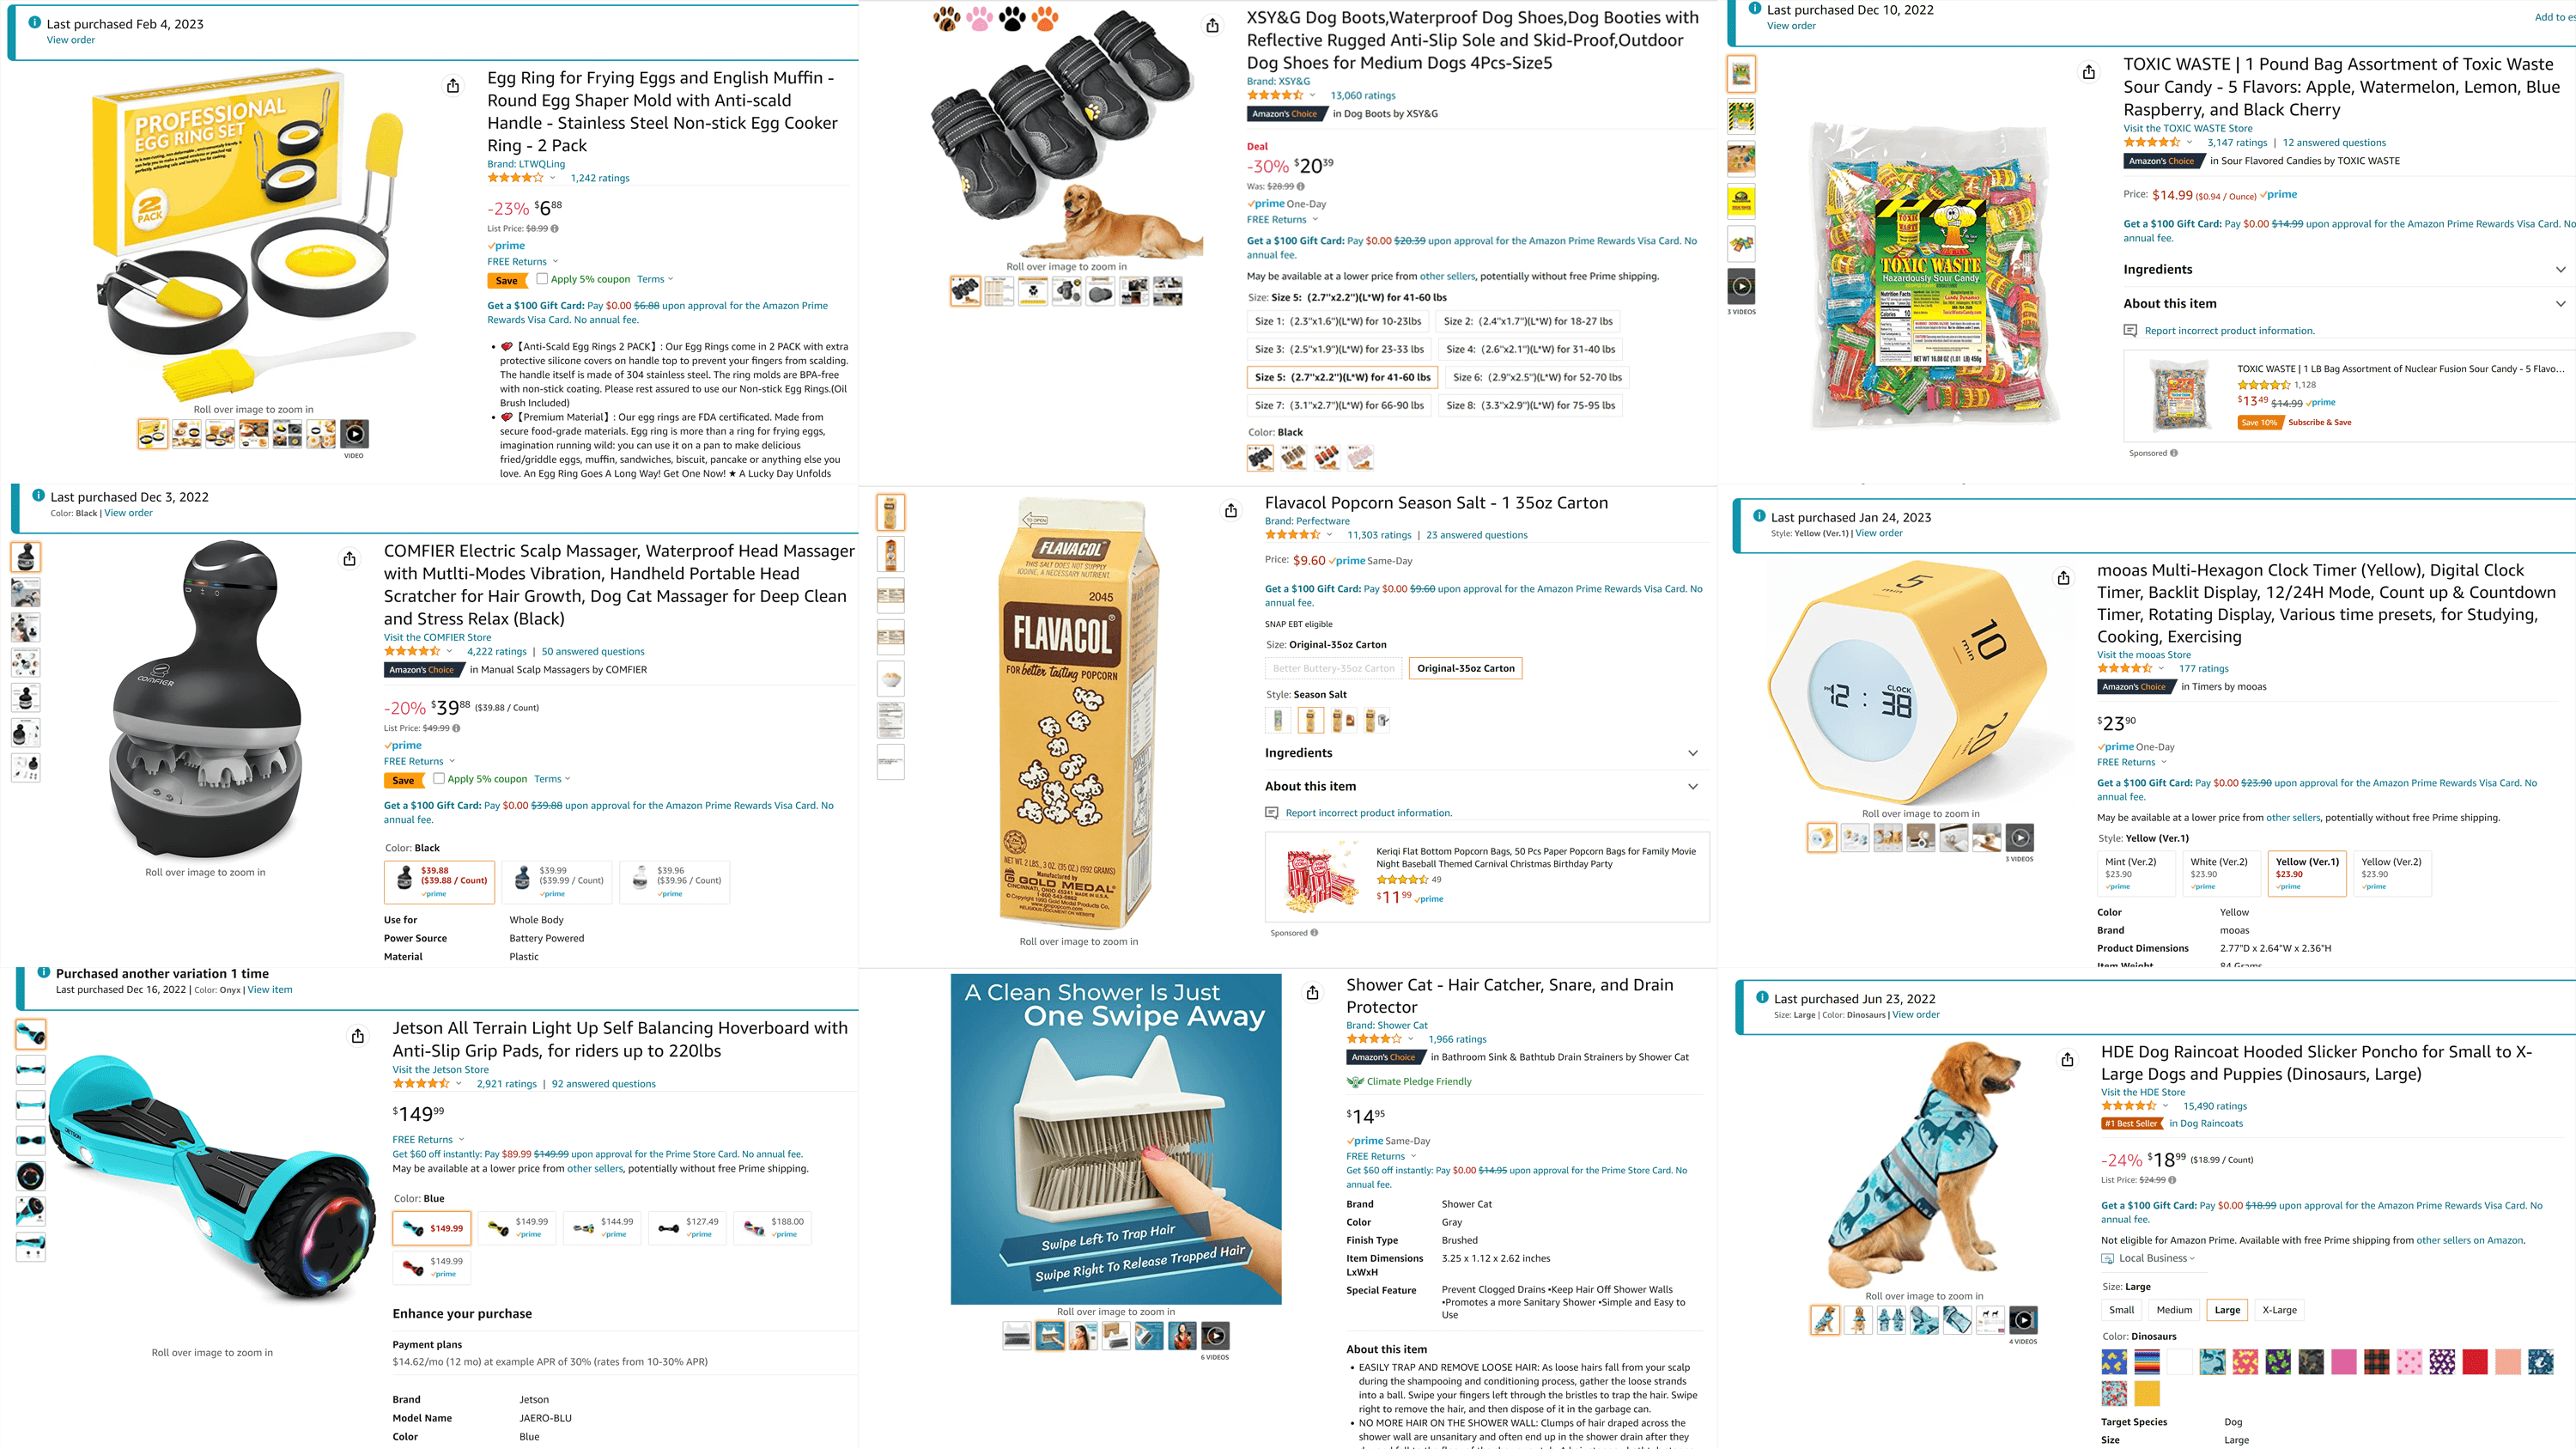 Last purchased Feb 4, 2023
View order
PROFESSIONAL
EGG RING SET
2
PACK
Roll over image to zoom in
VIDEO
Egg Ring for Frying Eggs and English Muffin -
Round Egg Shaper Mold with Anti-scald
Handle - Stainless Steel Non-stick Egg Cooker
Ring - 2 Pack
Brand: LTWQLing
1,242 ratings
-23% $6.88
List Price: $8.99
prime
FREE Returns
Save Apply 5% coupon Terms
Get a $100 Gift Card: Pay $0.00 $6.88 upon approval for the Amazon Prime
Rewards Visa Card. No annual fee.
• 【Anti-Scald Egg Rings 2 PACK】: Our Egg Rings come in 2 PACK with extra
protective silicone covers on handle top to prevent your fingers from scalding.
The handle itself is made of 304 stainless steel. The ring molds are BPA-free
with non-stick coating. Please rest assured to use our Non-stick Egg Rings.(Oil
Brush Included)
• 【Premium Material】: Our egg rings are FDA certificated. Made from
secure food-grade materials. Egg ring is more than a ring for frying eggs,
imagination running wild: you can use it on a pan to make delicious
fried/griddle eggs, muffin, sandwiches, biscuit, pancake or anything else you
love. An Egg Ring Goes A Long Way! Get One Now! ★ A Lucky Day Unfolds
Roll over image to zoom in
XSY&G Dog Boots,Waterproof Dog Shoes,Dog Booties with
Reflective Rugged Anti-Slip Sole and Skid-Proof,Outdoor
Dog Shoes for Medium Dogs 4Pcs-Size5
Brand: XSY&G
13,060 ratings
Amazon's Choice in Dog Boots by XSY&G
Deal
-30% $20.39
Was: $28.99
prime One-Day
FREE Returns
Get a $100 Gift Card: Pay $0.00 $20.39 upon approval for the Amazon Prime Rewards Visa Card. No
annual fee.
May be available at a lower price from other sellers, potentially without free Prime shipping.
Size: Size 5: (2.7"x2.2")(L*W) for 41-60 lbs
Size 1: (2.3"x1.6")(L*W) for 10-23lbs
Size 2: (2.4"x1.7")(L*W) for 18-27 lbs
Size 3: (2.5"x1.9")(L*W) for 23-33 lbs
Size 4: (2.6"x2.1")(L*W) for 31-40 lbs
Size 5: (2.7"x2.2")(L*W) for 41-60 lbs
Size 6: (2.9"x2.5")(L*W) for 52-70 lbs
Size 7: (3.1"x2.7")(L*W) for 66-90 lbs
Size 8: (3.3"x2.9")(L*W) for 75-95 lbs
Color: Black
Last purchased Dec 10, 2022
View order
Add to es
3 VIDEOS
TOXIC WASTE
Hazardously Sour Candy
NET WT 16.08 OZ (1.01 LB) 456g
TOXIC WASTE | 1 Pound Bag Assortment of Toxic Waste
Sour Candy - 5 Flavors: Apple, Watermelon, Lemon, Blue
Raspberry, and Black Cherry
Visit the TOXIC WASTE Store
3,147 ratings | 12 answered questions
Amazon's Choice in Sour Flavored Candies by TOXIC WASTE
Price: $14.99 ($0.94 / Ounce) prime
Get a $100 Gift Card: Pay $0.00 $14.99 upon approval for the Amazon Prime Rewards Visa Card. No
annual fee.
Ingredients
About this item
Report incorrect product information.
TOXIC WASTE | 1 LB Bag Assortment of Nuclear Fusion Sour Candy - 5 Flavo...
1,128
$13.49 $14.99 prime
Save 10% Subscribe & Save
Sponsored
Last purchased Dec 3, 2022
Color: Black | View order
COMFIER
Roll over image to zoom in
COMFIER Electric Scalp Massager, Waterproof Head Massager
with Mutlti-Modes Vibration, Handheld Portable Head
Scratcher for Hair Growth, Dog Cat Massager for Deep Clean
and Stress Relax (Black)
Visit the COMFIER Store
4,222 ratings | 50 answered questions
Amazon's Choice in Manual Scalp Massagers by COMFIER
-20% $39.88 ($39.88 / Count)
List Price: $49.99
prime
FREE Returns
Save Apply 5% coupon Terms
Get a $100 Gift Card: Pay $0.00 $39.88 upon approval for the Amazon Prime Rewards Visa Card. No
annual fee.
Color: Black
$39.88 ($39.88 / Count) prime
$39.99 ($39.99 / Count) prime
$39.96 ($39.96 / Count) prime
Use for Whole Body
Power Source Battery Powered
Material Plastic
TO OPEN
FLAVACOL
THIS SALT DOES NOT SUPPLY
IODINE, A NECESSARY NUTRIENT.
2045
FLAVACOL®
FOR better tasting POPCORN
NET WT. 2 LBS., 3 OZ. (35 OZ.) (992 GRAMS)
Manufactured by
GOLD MEDAL
Roll over image to zoom in
Flavacol Popcorn Season Salt - 1 35oz Carton
Brand: Perfectware
11,303 ratings | 23 answered questions
Price: $9.60 prime Same-Day
Get a $100 Gift Card: Pay $0.00 $9.60 upon approval for the Amazon Prime Rewards Visa Card. No
annual fee.
SNAP EBT eligible
Size: Original-35oz Carton
Better Buttery-35oz Carton
Original-35oz Carton
Style: Season Salt
Ingredients
About this item
Report incorrect product information.
Keriqi Flat Bottom Popcorn Bags, 50 Pcs Paper Popcorn Bags for Family Movie
Night Baseball Themed Carnival Christmas Birthday Party
49
$11.99 prime
Sponsored
Last purchased Jan 24, 2023
Style: Yellow (Ver.1) | View order
5 min
10 min
20
PM 12 : 38 CLOCK
Roll over image to zoom in
3 VIDEOS
mooas Multi-Hexagon Clock Timer (Yellow), Digital Clock
Timer, Backlit Display, 12/24H Mode, Count up & Countdown
Timer, Rotating Display, Various time presets, for Studying,
Cooking, Exercising
Visit the mooas Store
177 ratings
Amazon's Choice in Timers by mooas
$23.90
prime One-Day
FREE Returns
Get a $100 Gift Card: Pay $0.00 $23.90 upon approval for the Amazon Prime Rewards Visa Card. No
annual fee.
May be available at a lower price from other sellers, potentially without free Prime shipping.
Style: Yellow (Ver.1)
Mint (Ver.2) $23.90 prime
White (Ver.2) $23.90 prime
Yellow (Ver.1) $23.90 prime
Yellow (Ver.2) $23.90 prime
Color Yellow
Brand mooas
Product Dimensions 2.77"D x 2.64"W x 2.36"H
Item Weight 84 Grams
Purchased another variation 1 time
Last purchased Dec 16, 2022 | Color: Onyx | View item
JETSON
Roll over image to zoom in
Jetson All Terrain Light Up Self Balancing Hoverboard with
Anti-Slip Grip Pads, for riders up to 220lbs
Visit the Jetson Store
2,921 ratings | 92 answered questions
$149.99
FREE Returns
Get $60 off instantly: Pay $89.99 $149.99 upon approval for the Prime Store Card. No annual fee.
May be available at a lower price from other sellers, potentially without free Prime shipping.
Color: Blue
$149.99
$149.99 prime
$144.99 prime
$127.49 prime
$188.00 prime
$149.99 prime
Enhance your purchase
Payment plans
$14.62/mo (12 mo) at example APR of 30% (rates from 10-30% APR)
Brand Jetson
Model Name JAERO-BLU
Color Blue
A Clean Shower Is Just
One Swipe Away
Swipe Left To Trap Hair
Swipe Right To Release Trapped Hair
Roll over image to zoom in
6 VIDEOS
Shower Cat - Hair Catcher, Snare, and Drain
Protector
Brand: Shower Cat
1,966 ratings
Amazon's Choice in Bathroom Sink & Bathtub Drain Strainers by Shower Cat
Climate Pledge Friendly
$14.95
prime Same-Day
FREE Returns
Get $60 off instantly: Pay $0.00 $14.95 upon approval for the Prime Store Card. No
annual fee.
Brand Shower Cat
Color Gray
Finish Type Brushed
Item Dimensions 3.25 x 1.12 x 2.62 inches
LxWxH
Special Feature Prevent Clogged Drains •Keep Hair Off Shower Walls
•Promotes a more Sanitary Shower •Simple and Easy to
Use
About this item
• EASILY TRAP AND REMOVE LOOSE HAIR: As loose hairs fall from your scalp
during the shampooing and conditioning process, gather the loose strands
into a ball. Swipe your fingers left through the bristles to trap the hair. Swipe
right to remove the hair, and then dispose of it in the garbage can.
• NO MORE HAIR ON THE SHOWER WALL: Clumps of hair draped across the
shower wall are unsanitary and often end up in the shower drain after they
Last purchased Jun 23, 2022
Size: Large | Color: Dinosaurs | View order
Roll over image to zoom in
4 VIDEOS
HDE Dog Raincoat Hooded Slicker Poncho for Small to X-
Large Dogs and Puppies (Dinosaurs, Large)
Visit the HDE Store
15,490 ratings
#1 Best Seller in Dog Raincoats
-24% $18.99 ($18.99 / Count)
List Price: $24.99
Get a $100 Gift Card: Pay $0.00 $18.99 upon approval for the Amazon Prime Rewards Visa Card. No
annual fee.
Not eligible for Amazon Prime. Available with free Prime shipping from other sellers on Amazon.
Local Business
Size: Large
Small
Medium
Large
X-Large
Color: Dinosaurs
Target Species Dog
Size Large